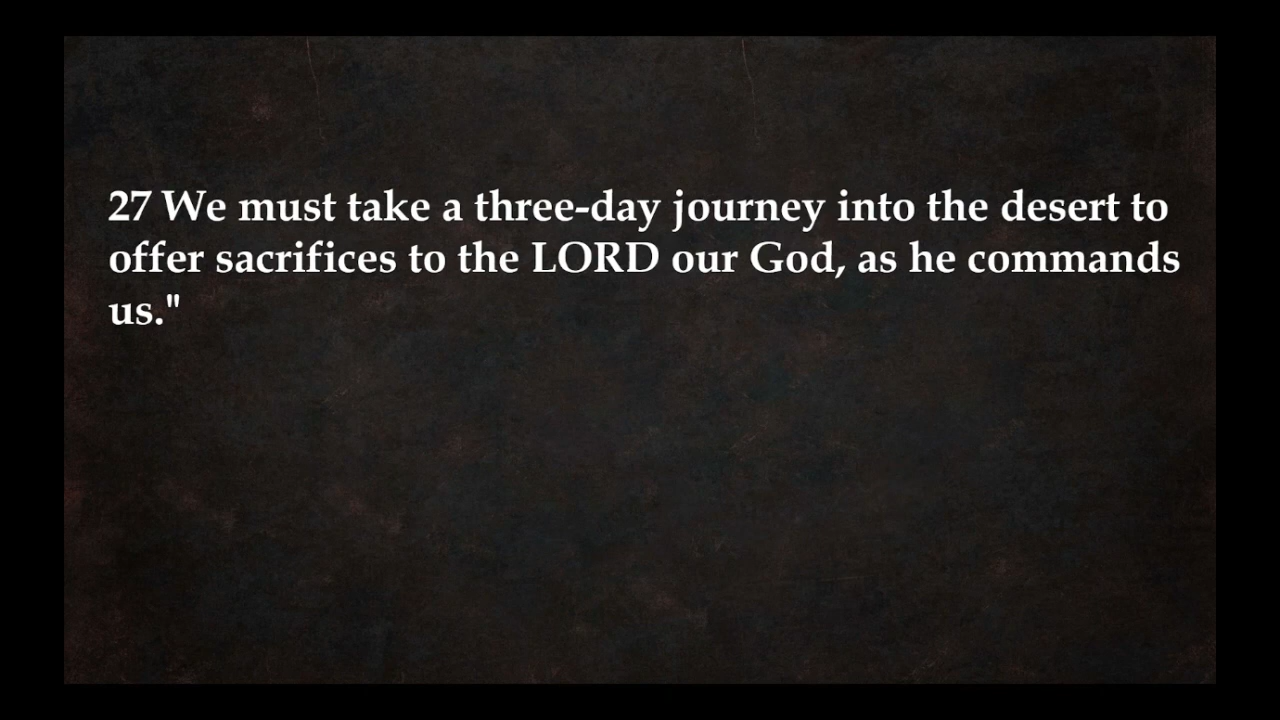 27 We must take a three-day journey into the desert to
offer sacrifices to the LORD our God, as he commands
us."